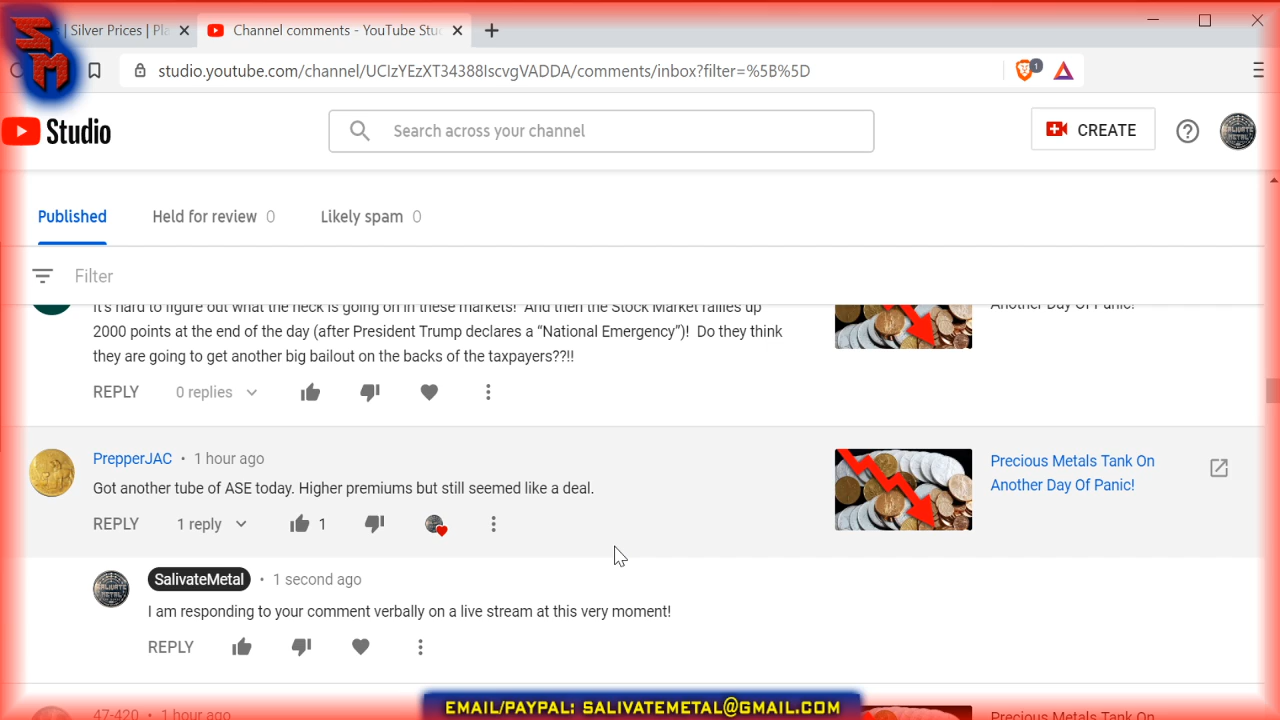 SM
| Silver Prices | Pla
Channel comments - YouTube Stud
studio.youtube.com/channel/UCIzYEzXT34388IscvgVADDA/comments/inbox?filter=%5B%5D
1
Studio
Search across your channel
CREATE
Published
Held for review 0
Likely spam 0
Filter
It's hard to figure out what the heck is going on in these markets! And then the Stock Market rallies up
2000 points at the end of the day (after President Trump declares a “National Emergency”)! Do they think
they are going to get another big bailout on the backs of the taxpayers??!!
Another Day Of Panic!
REPLY 0 replies
PrepperJAC • 1 hour ago
Got another tube of ASE today. Higher premiums but still seemed like a deal.
REPLY 1 reply 1
Precious Metals Tank On
Another Day Of Panic!
SalivateMetal • 1 second ago
I am responding to your comment verbally on a live stream at this very moment!
REPLY
47-420 • 1 hour ago
Precious Metals Tank On
EMAIL/PAYPAL: SALIVATEMETAL@GMAIL.COM